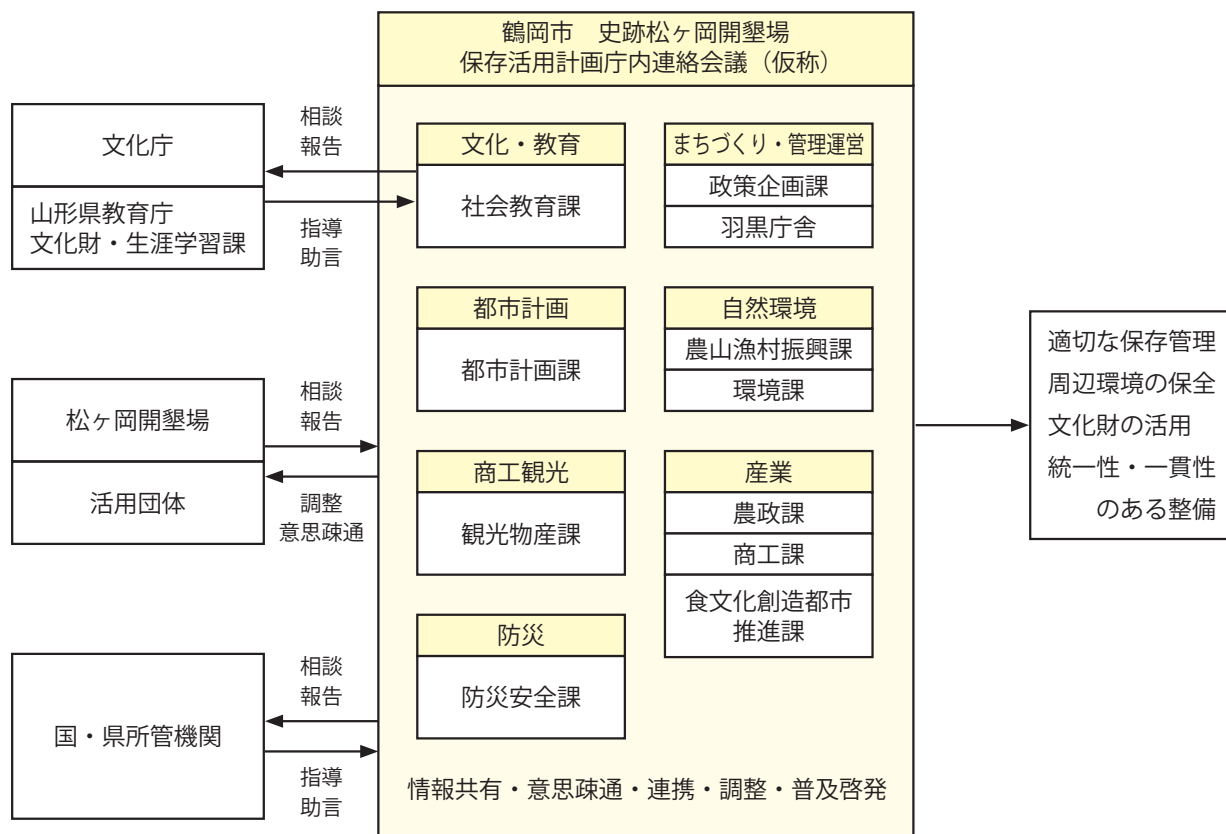 鶴岡市　史跡松ヶ岡開墾場
保存活用計画庁内連絡会議（仮称）
文化庁
山形県教育庁
文化財・生涯学習課
相談
報告
指導
助言
文化・教育
社会教育課
まちづくり・管理運営
政策企画課
羽黒庁舎
都市計画
都市計画課
自然環境
農山漁村振興課
環境課
松ヶ岡開墾場
活用団体
相談
報告
調整
意思疎通
商工観光
観光物産課
産業
農政課
商工課
食文化創造都市
推進課
防災
防災安全課
国・県所管機関
相談
報告
指導
助言
情報共有・意思疎通・連携・調整・普及啓発
適切な保存管理
周辺環境の保全
文化財の活用
統一性・一貫性
のある整備